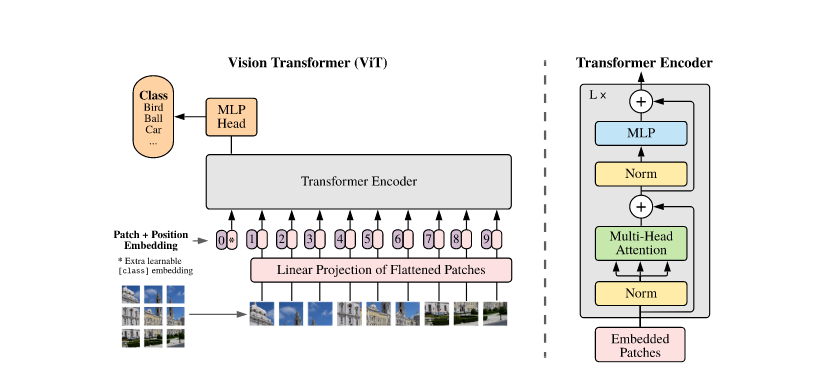 Vision Transformer (ViT)
Class
Bird
Ball
Car
...
MLP
Head
Transformer Encoder
Patch + Position
Embedding
0 * 1 2 3 4 5 6 7 8 9
* Extra learnable
[class] embedding
Linear Projection of Flattened Patches
Transformer Encoder
L ×
+
MLP
Norm
+
Multi-Head
Attention
Norm
Embedded
Patches